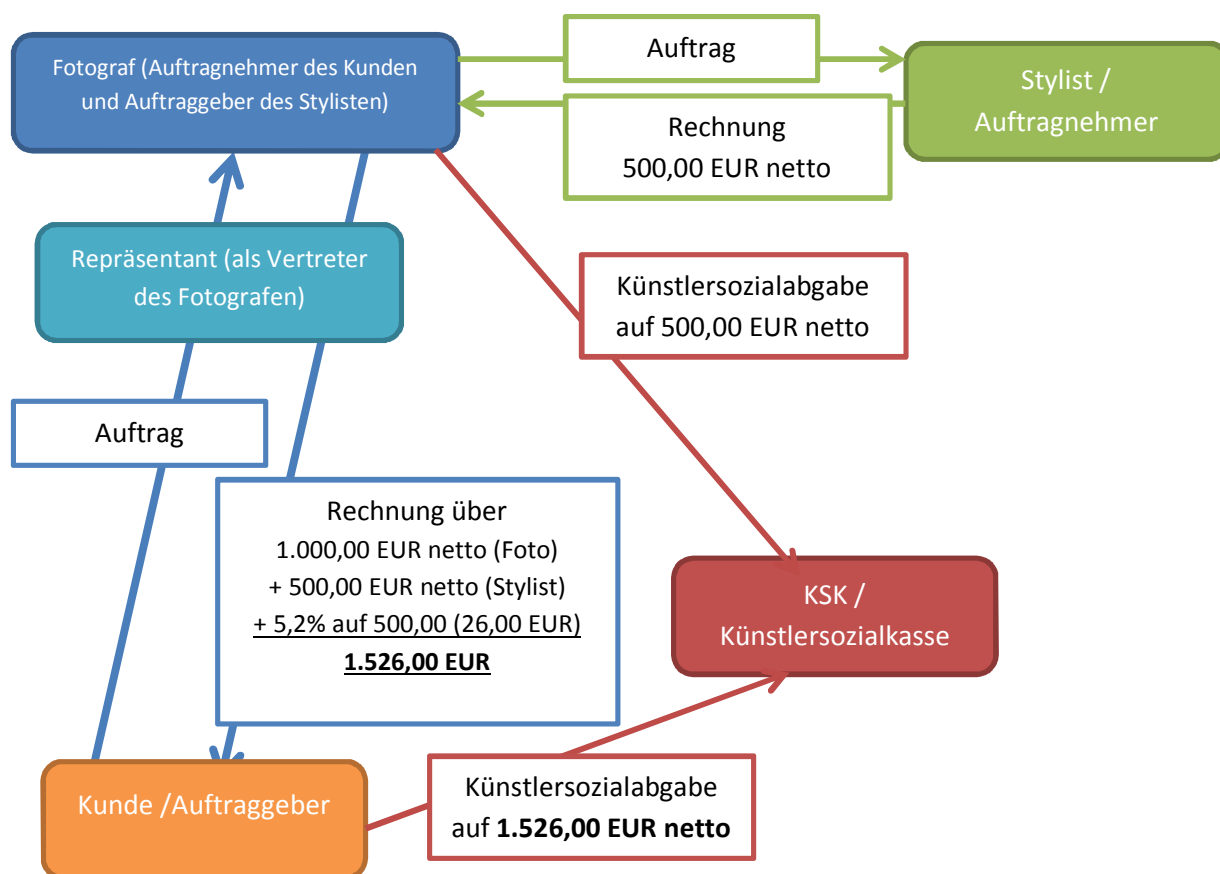 Fotograf (Auftragnehmer des Kunden
und Auftraggeber des Stylisten)
Auftrag
Stylist /
Auftragnehmer
Rechnung
500,00 EUR netto
Repräsentant (als Vertreter
des Fotografen)
Künstlersozialabgabe
auf 500,00 EUR netto
Auftrag
Rechnung über
1.000,00 EUR netto (Foto)
+ 500,00 EUR netto (Stylist)
+ 5,2% auf 500,00 (26,00 EUR)
1.526,00 EUR
KSK /
Künstlersozialkasse
Kunde /Auftraggeber
Künstlersozialabgabe
auf 1.526,00 EUR netto